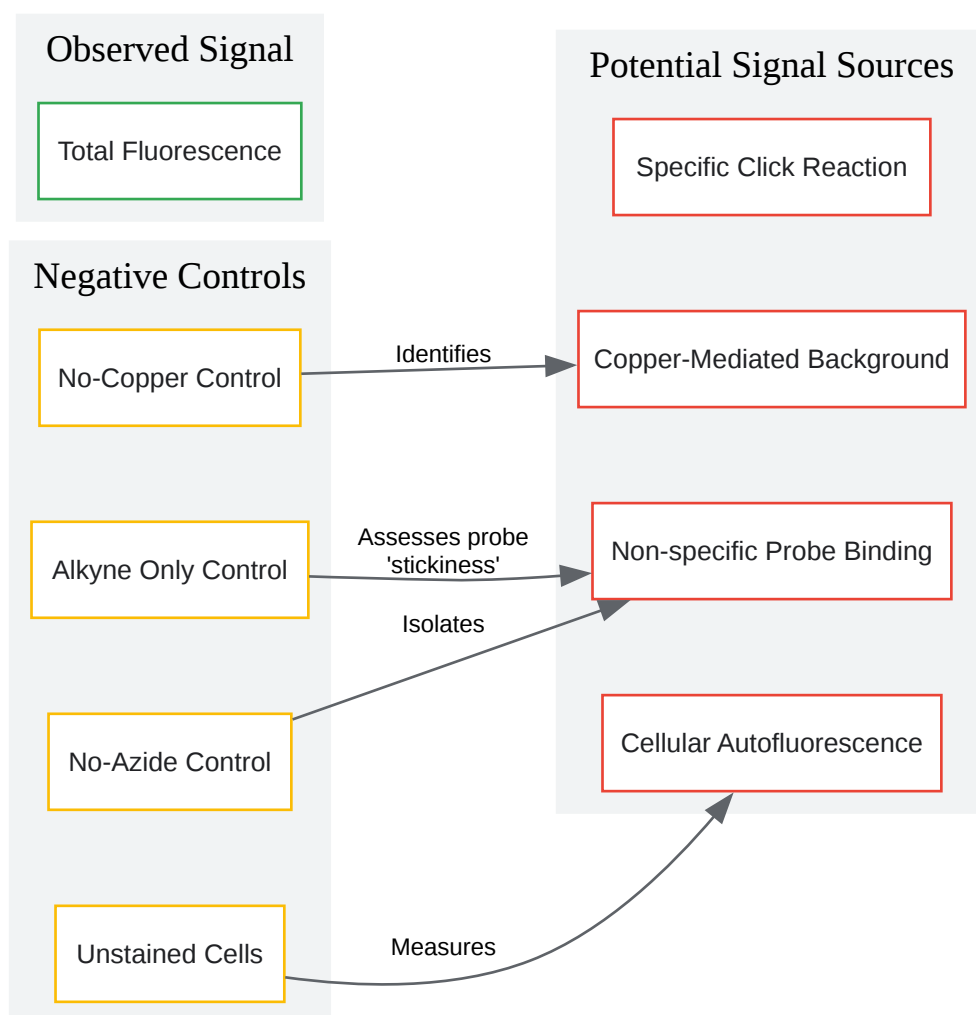 Observed Signal
Total Fluorescence
Potential Signal Sources
Specific Click Reaction
Negative Controls
No-Copper Control
Identifies
Copper-Mediated Background
Alkyne Only Control
Assesses probe
'stickiness'
Non-specific Probe Binding
Isolates
No-Azide Control
Cellular Autofluorescence
Unstained Cells
Measures